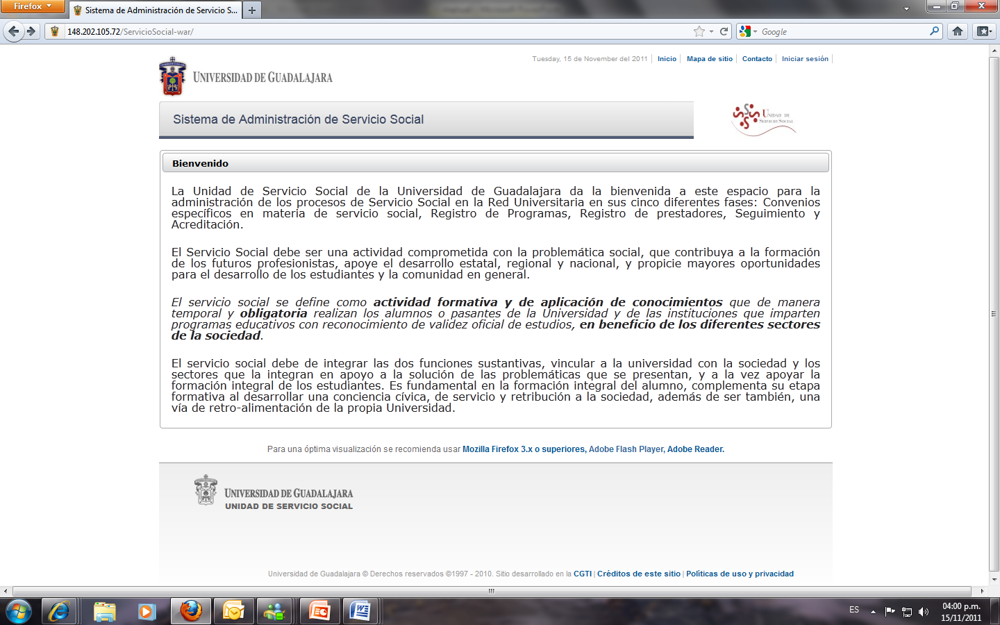 Firefox
Sistema de Administración de Servicio S...
148.202.105.72/ServicioSocial-war/
Google
Tuesday, 15 de November del 2011 | Inicio | Mapa de sitio | Contacto | Iniciar sesión |
UNIVERSIDAD DE GUADALAJARA
Sistema de Administración de Servicio Social
UNIDAD DE
SERVICIO SOCIAL
Bienvenido
La Unidad de Servicio Social de la Universidad de Guadalajara da la bienvenida a este espacio para la
administración de los procesos de Servicio Social en la Red Universitaria en sus cinco diferentes fases: Convenios
específicos en materia de servicio social, Registro de Programas, Registro de prestadores, Seguimiento y
Acreditación.
El Servicio Social debe ser una actividad comprometida con la problemática social, que contribuya a la formación
de los futuros profesionistas, apoye el desarrollo estatal, regional y nacional, y propicie mayores oportunidades
para el desarrollo de los estudiantes y la comunidad en general.
El servicio social se define como actividad formativa y de aplicación de conocimientos que de manera
temporal y obligatoria realizan los alumnos o pasantes de la Universidad y de las instituciones que imparten
programas educativos con reconocimiento de validez oficial de estudios, en beneficio de los diferentes sectores
de la sociedad.
El servicio social debe de integrar las dos funciones sustantivas, vincular a la universidad con la sociedad y los
sectores que la integran en apoyo a la solución de las problemáticas que se presentan, y a la vez apoyar la
formación integral de los estudiantes. Es fundamental en la formación integral del alumno, complementa su etapa
formativa al desarrollar una conciencia cívica, de servicio y retribución a la sociedad, además de ser también, una
vía de retro-alimentación de la propia Universidad.
Para una óptima visualización se recomienda usar Mozilla Firefox 3.x o superiores, Adobe Flash Player, Adobe Reader.
UNIVERSIDAD DE GUADALAJARA
UNIDAD DE SERVICIO SOCIAL
Universidad de Guadalajara © Derechos reservados ©1997 - 2010. Sitio desarrollado en la CGTI | Créditos de este sitio | Políticas de uso y privacidad
ES
04:00 p.m.
15/11/2011